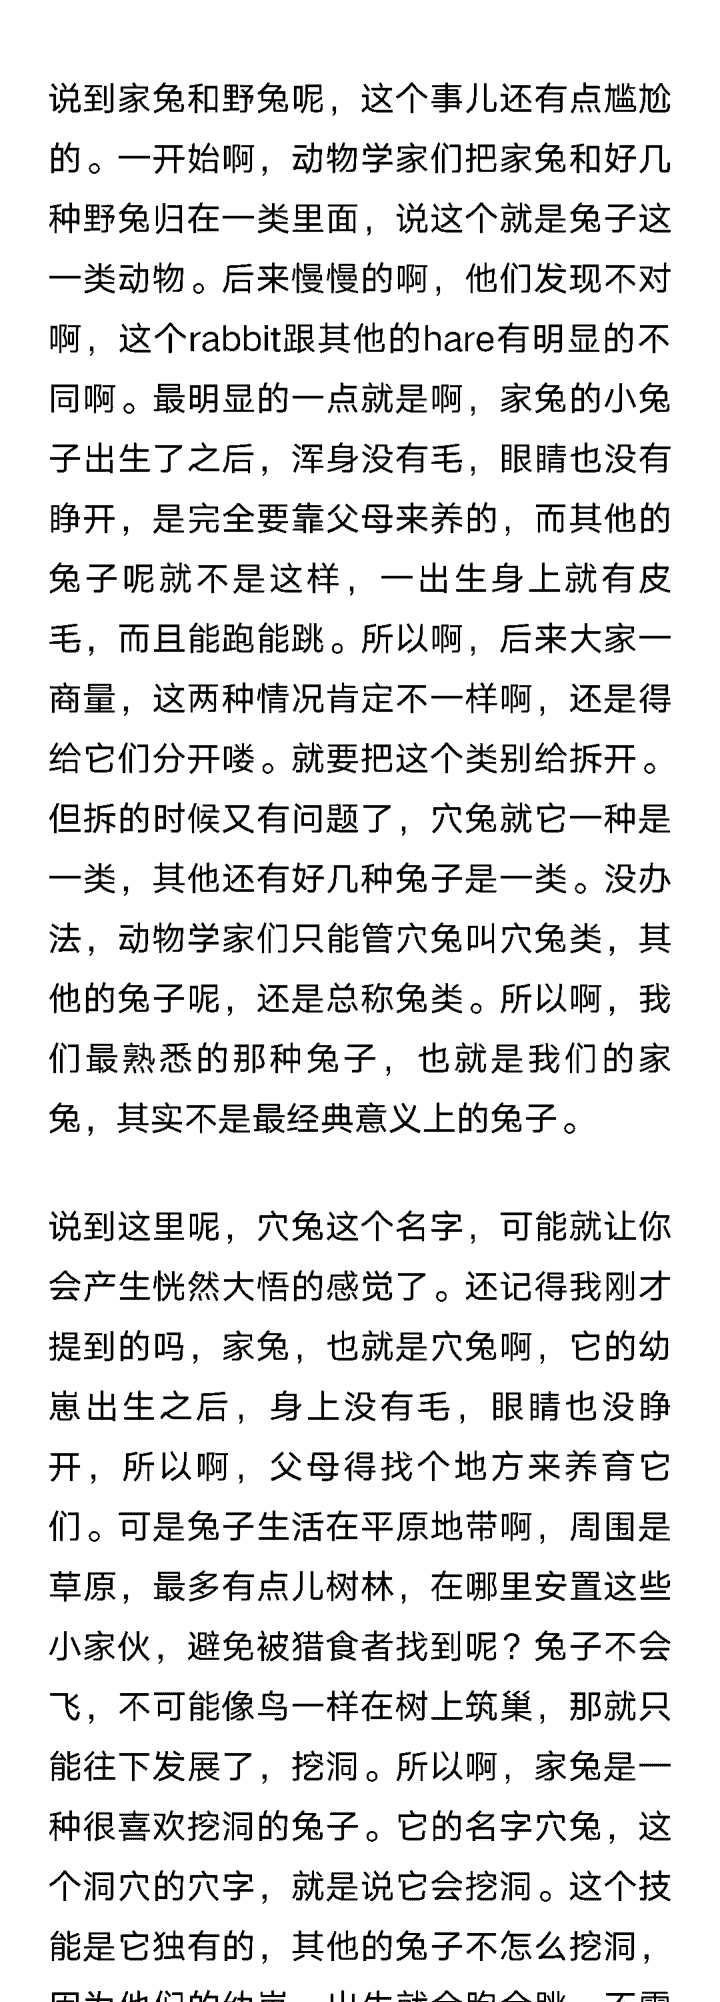 说到家兔和野兔呢，这个事儿还有点尴尬
的。一开始啊，动物学家们把家兔和好几
种野兔归在一类里面，说这个就是兔子这
一类动物。后来慢慢的啊，他们发现不对
啊，这个rabbit跟其他的hare有明显的不
同啊。最明显的一点就是啊，家兔的小兔
子出生了之后，浑身没有毛，眼睛也没有
睁开，是完全要靠父母来养的，而其他的
兔子呢就不是这样，一出生身上就有皮
毛，而且能跑能跳。所以啊，后来大家一
商量，这两种情况肯定不一样啊，还是得
给它们分开喽。就要把这个类别给拆开。
但拆的时候又有问题了，穴兔就它一种是
一类，其他还有好几种兔子是一类。没办
法，动物学家们只能管穴兔叫穴兔类，其
他的兔子呢，还是总称兔类。所以啊，我
们最熟悉的那种兔子，也就是我们的家
兔，其实不是最经典意义上的兔子。
说到这里呢，穴兔这个名字，可能就让你
会产生恍然大悟的感觉了。还记得我刚才
提到的吗，家兔，也就是穴兔啊，它的幼
崽出生之后，身上没有毛，眼睛也没睁
开，所以啊，父母得找个地方来养育它
们。可是兔子生活在平原地带啊，周围是
草原，最多有点儿树林，在哪里安置这些
小家伙，避免被猎食者找到呢？兔子不会
飞，不可能像鸟一样在树上筑巢，那就只
能往下发展了，挖洞。所以啊，家兔是一
种很喜欢挖洞的兔子。它的名字穴兔，这
个洞穴的穴字，就是说它会挖洞。这个技
能是它独有的，其他的兔子不怎么挖洞，